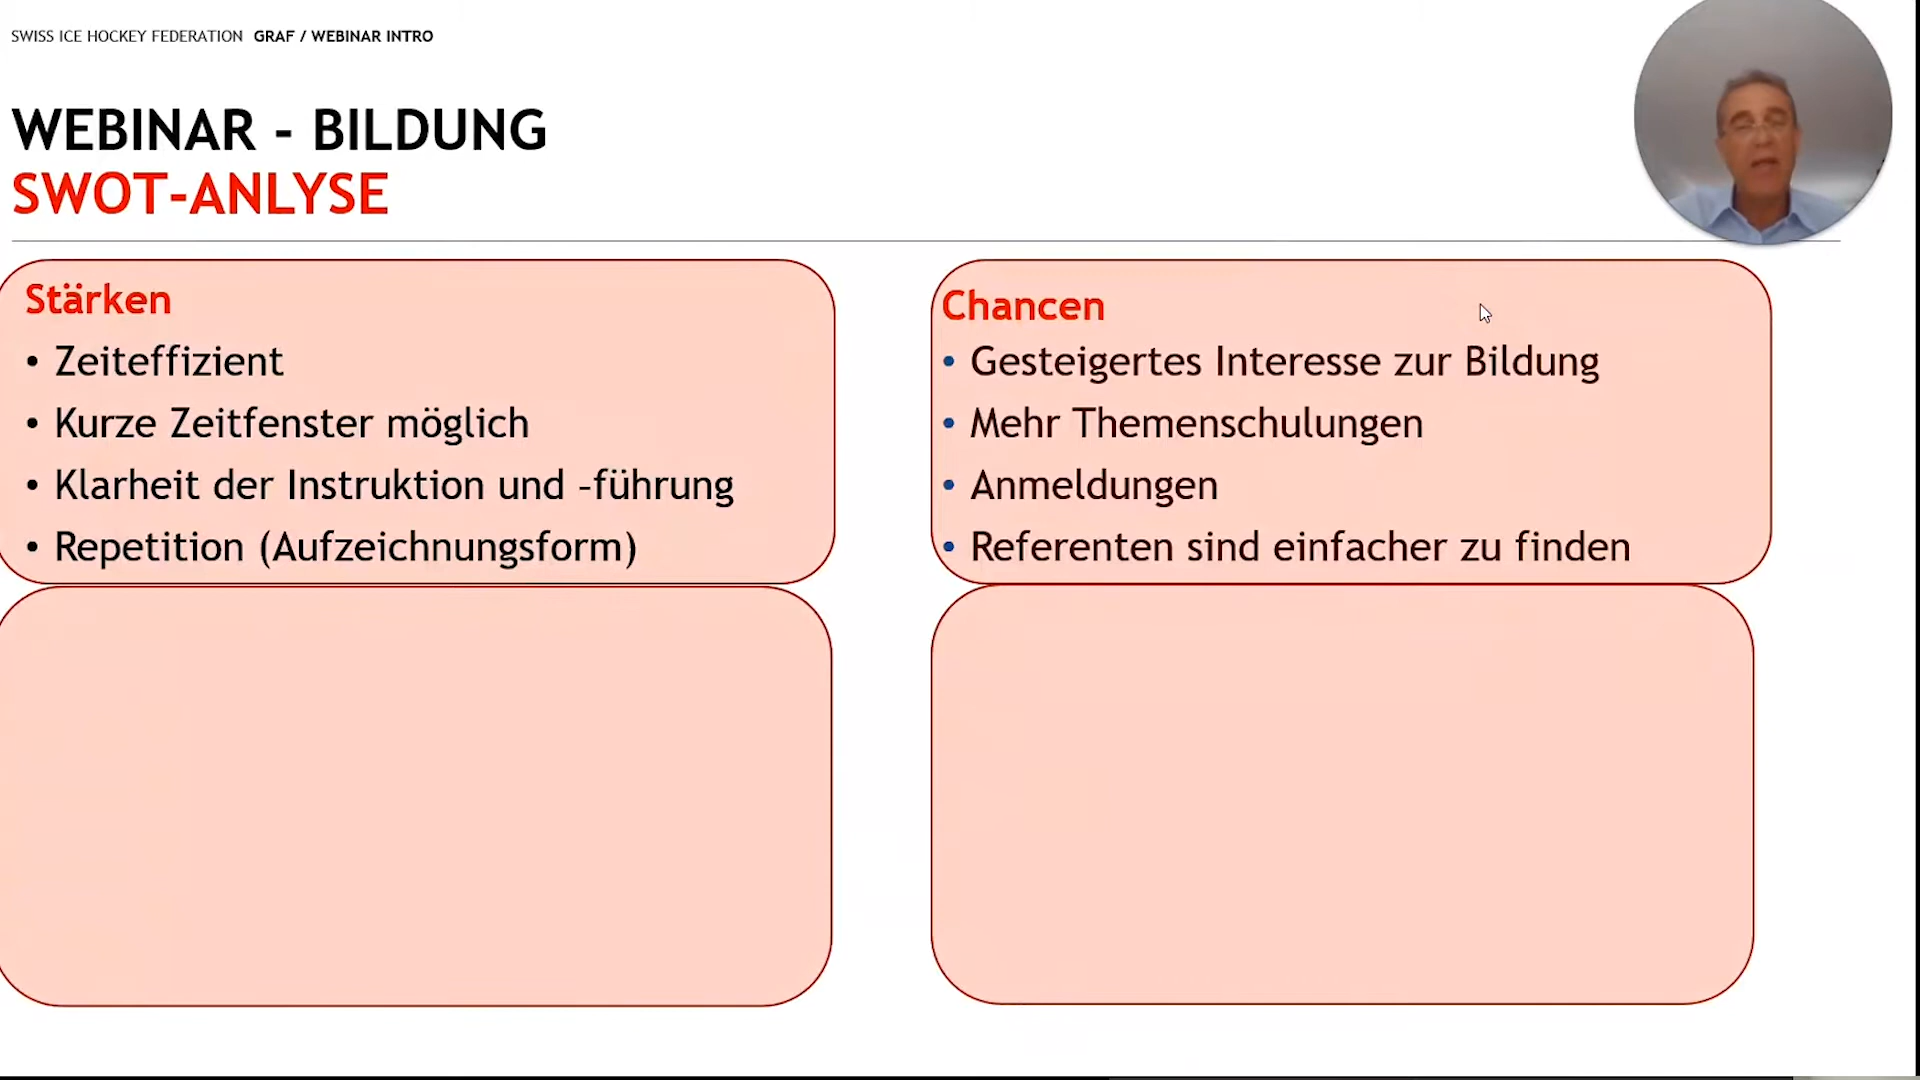 SWISS ICE HOCKEY FEDERATION GRAF / WEBINAR INTRO
WEBINAR - BILDUNG
SWOT-ANLYSE
Stärken
• Zeiteffizient
• Kurze Zeitfenster möglich
• Klarheit der Instruktion und -führung
• Repetition (Aufzeichnungsform)
Chancen
• Gesteigertes Interesse zur Bildung
• Mehr Themenschulungen
• Anmeldungen
• Referenten sind einfacher zu finden